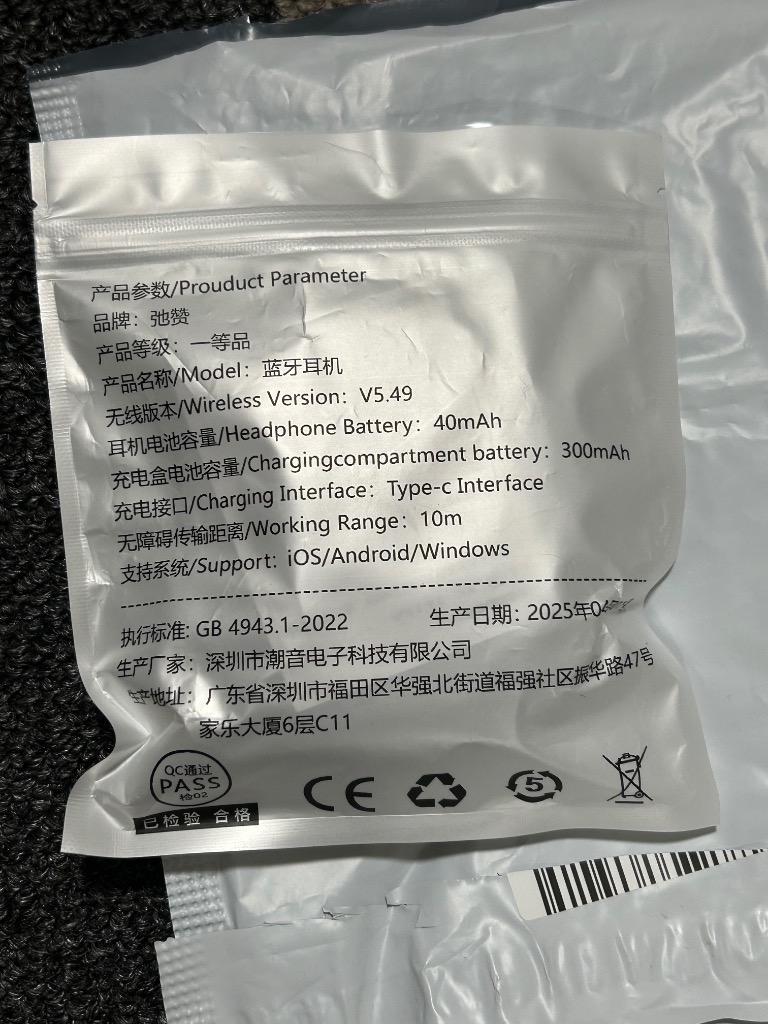 产品参数/Prouduct Parameter
品牌：弛赞
产品等级：一等品
产品名称/Model：蓝牙耳机
无线版本/Wireless Version：V5.49
耳机电池容量/Headphone Battery：40mAh
充电盒电池容量/Chargingcompartment battery：300mAh
充电接口/Charging Interface：Type-c Interface
无障碍传输距离/Working Range：10m
支持系统/Support：iOS/Android/Windows
执行标准: GB 4943.1-2022 生产日期: 2025年04
生产厂家：深圳市潮音电子科技有限公司
生产地址：广东省深圳市福田区华强北街道福强社区振华路47号
家乐大厦6层C11
QC通过
PASS
检02
已检验 合格
CE
5